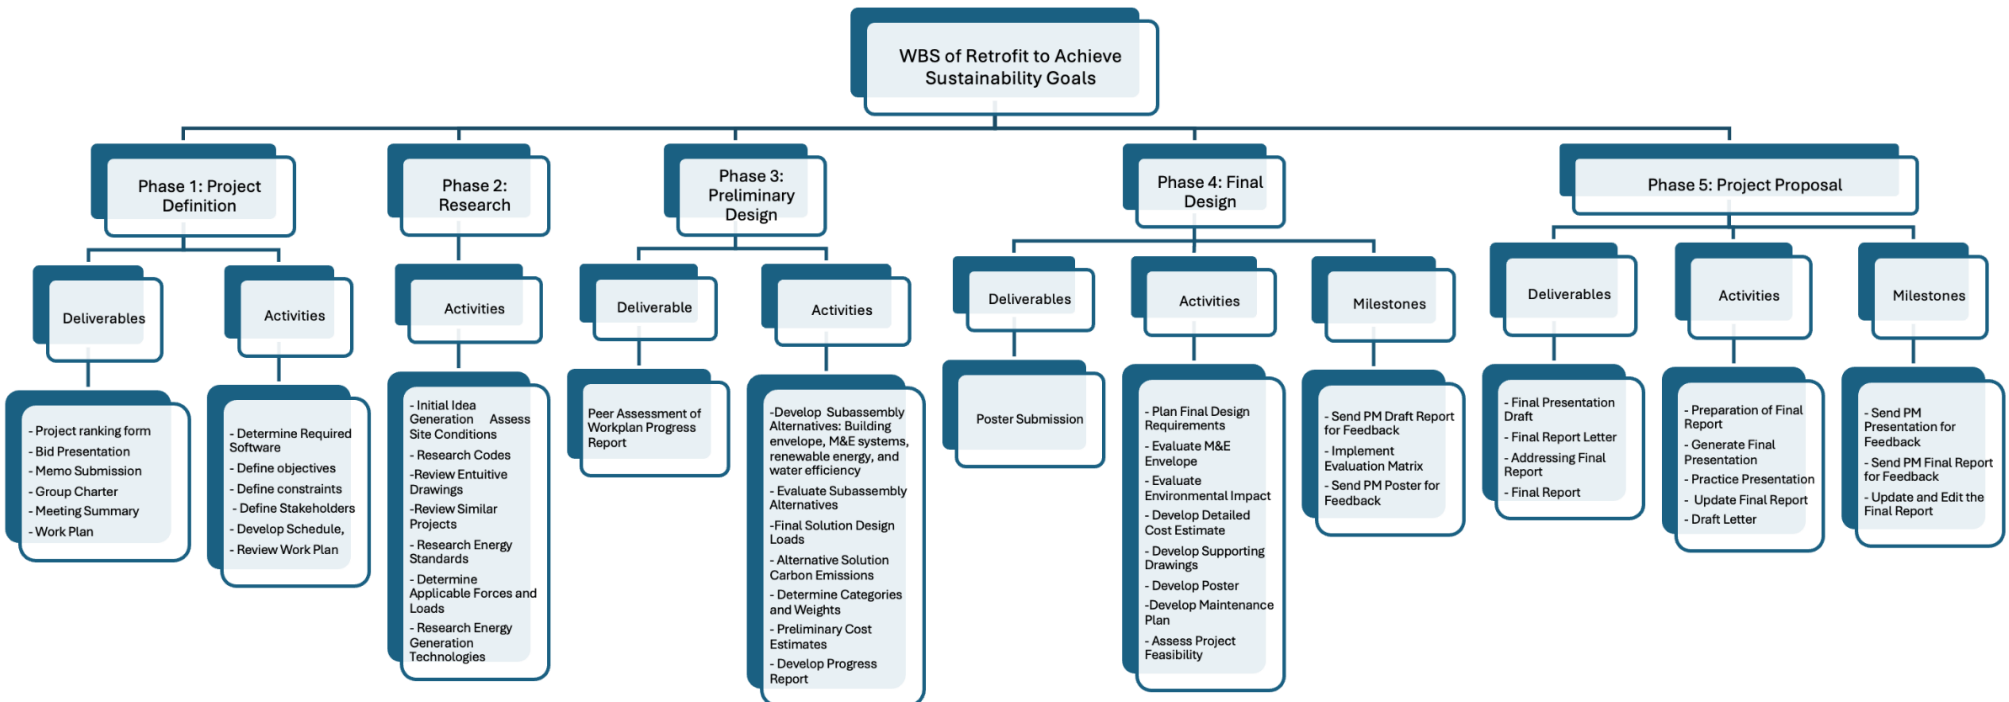 WBS of Retrofit to Achieve
Sustainability Goals
Phase 1: Project
Definition
Deliverables
- Project ranking form
- Bid Presentation
- Memo Submission
- Group Charter
- Meeting Summary
- Work Plan
Activities
- Determine Required
Software
- Define objectives
- Define constraints
- Define Stakeholders
- Develop Schedule,
- Review Work Plan
Phase 2:
Research
Activities
- Initial Idea
Generation Assess
Site Conditions
- Research Codes
-Review Entuitive
Drawings
-Review Similar
Projects
- Research Energy
Standards
- Determine
Applicable Forces and
Loads
- Research Energy
Generation
Technologies
Phase 3:
Preliminary
Design
Deliverable
Peer Assessment of
Workplan Progress
Report
Activities
-Develop Subassembly
Alternatives: Building
envelope, M&E systems,
renewable energy, and
water efficiency
- Evaluate Subassembly
Alternatives
-Final Solution Design
Loads
- Alternative Solution
Carbon Emissions
- Determine Categories
and Weights
- Preliminary Cost
Estimates
- Develop Progress
Report
Phase 4: Final
Design
Deliverables
Poster Submission
Activities
- Plan Final Design
Requirements
- Evaluate M&E
Envelope
- Evaluate
Environmental Impact
- Develop Detailed
Cost Estimate
- Develop Supporting
Drawings
- Develop Poster
-Develop Maintenance
Plan
- Assess Project
Feasibility
Milestones
- Send PM Draft Report
for Feedback
- Implement
Evaluation Matrix
- Send PM Poster for
Feedback
Phase 5: Project Proposal
Deliverables
- Final Presentation
Draft
- Final Report Letter
- Addressing Final
Report
- Final Report
Activities
- Preparation of Final
Report
- Generate Final
Presentation
- Practice Presentation
- Update Final Report
- Draft Letter
Milestones
- Send PM
Presentation for
Feedback
- Send PM Final Report
for Feedback
- Update and Edit the
Final Report